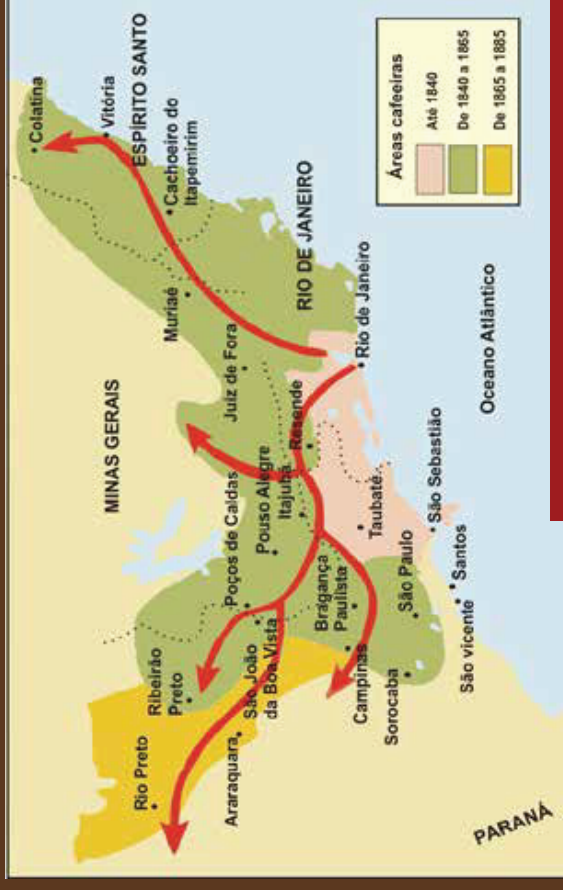 Colatina
Vitória
ESPÍRITO SANTO
Cachoeiro do
Itapemirim
Muriaé
RIO DE JANEIRO
Juiz de Fora
MINAS GERAIS
Rio de Janeiro
Resende
Itajubá
Pouso Alegre
Poços de Caldas
Taubaté
São Sebastião
Oceano Atlântico
Bragança
Paulista
São Paulo
Santos
São vicente
Ribeirão
Preto
São João
da Boa Vista
Campinas
Sorocaba
Rio Preto
Araraquara
PARANÁ
Áreas cafeeiras
Até 1840
De 1840 a 1865
De 1865 a 1885